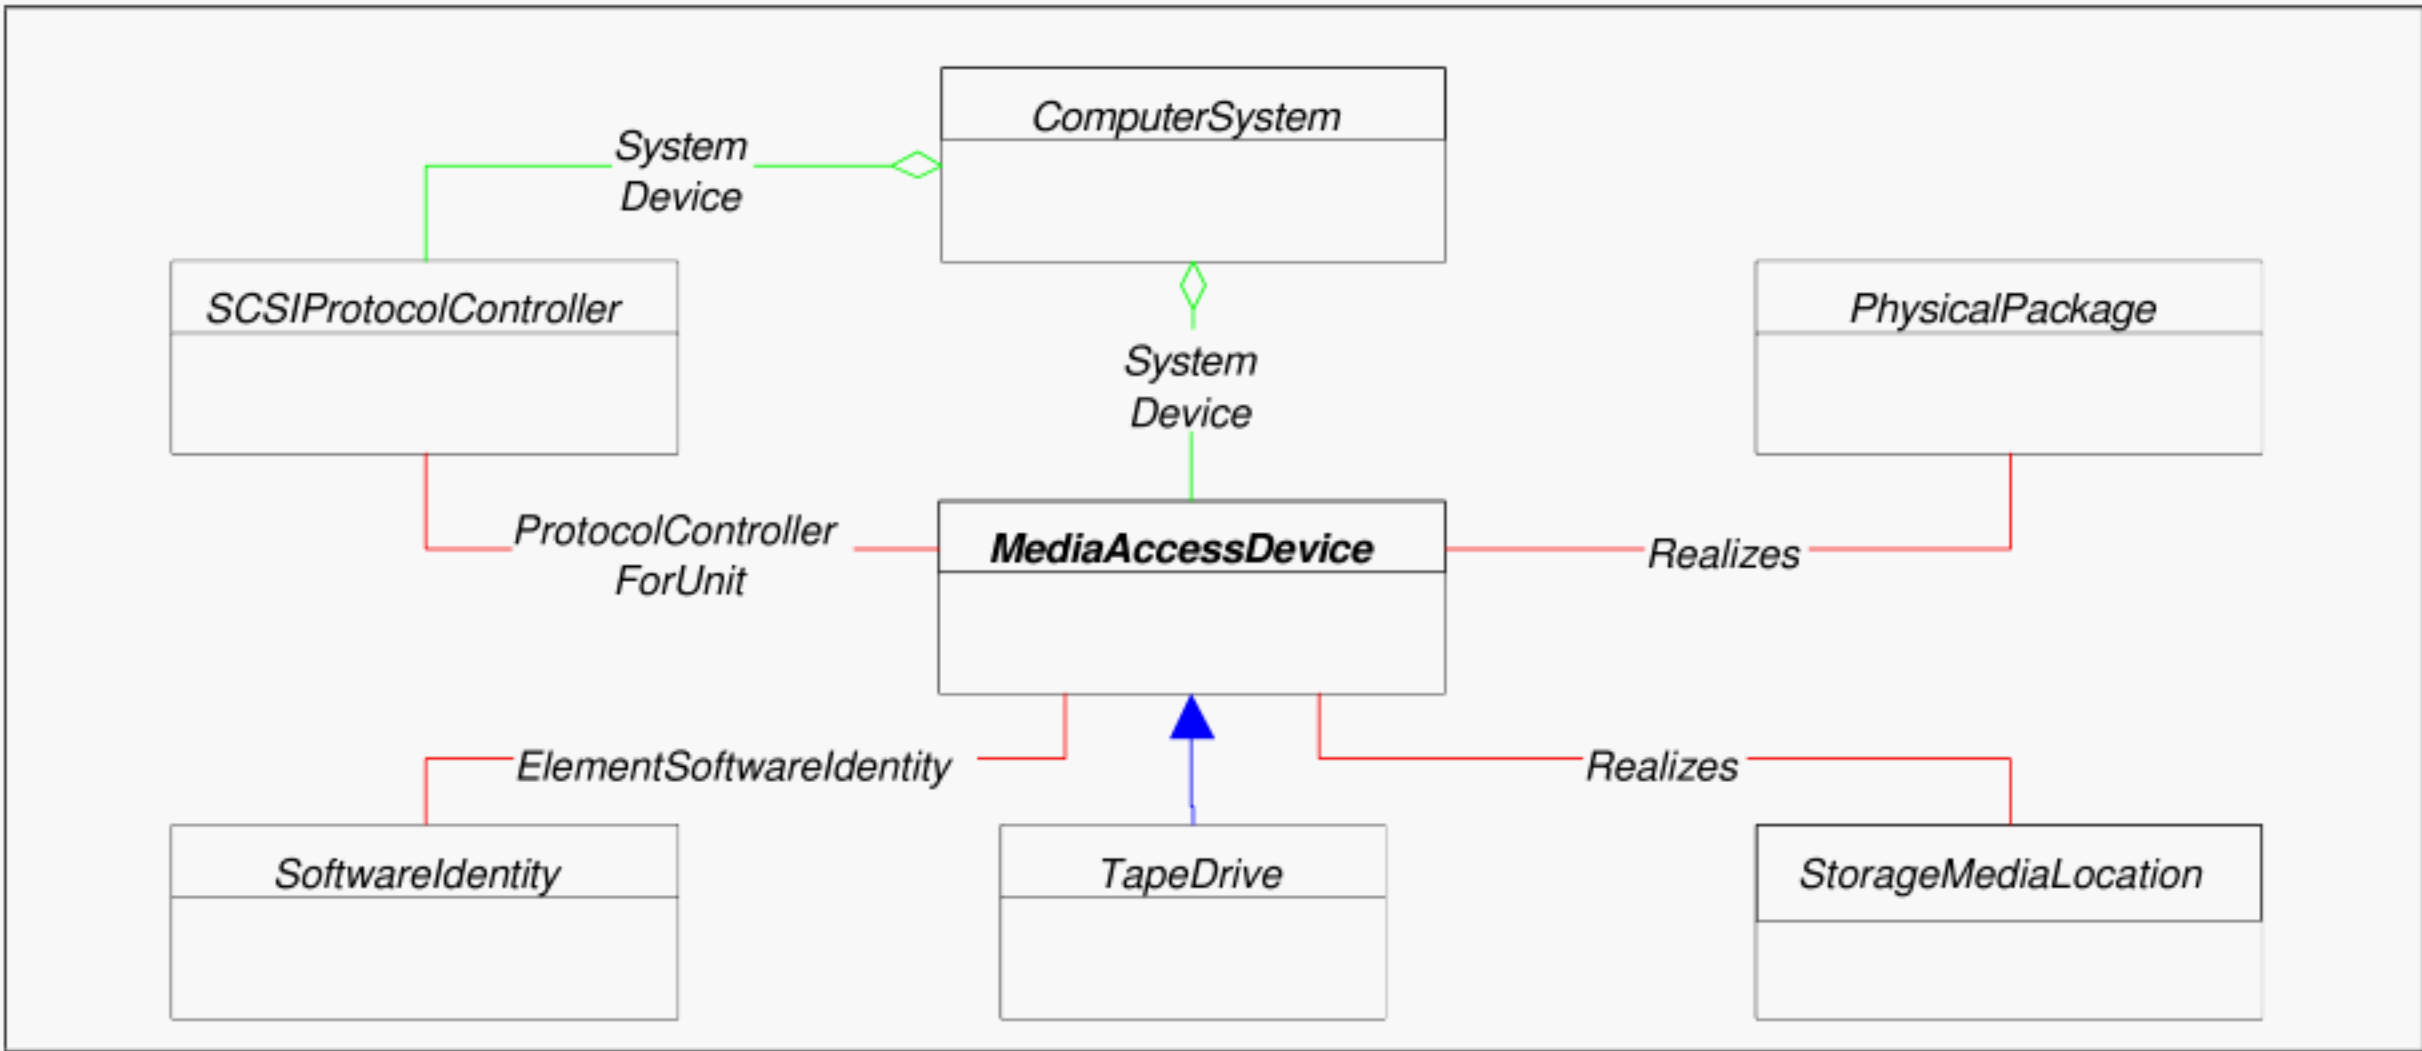 ComputerSystem
System
Device
SCSIProtocolController
PhysicalPackage
System
Device
ProtocolController
ForUnit
MediaAccessDevice
Realizes
ElementSoftwareIdentity
Realizes
SoftwareIdentity
TapeDrive
StorageMediaLocation